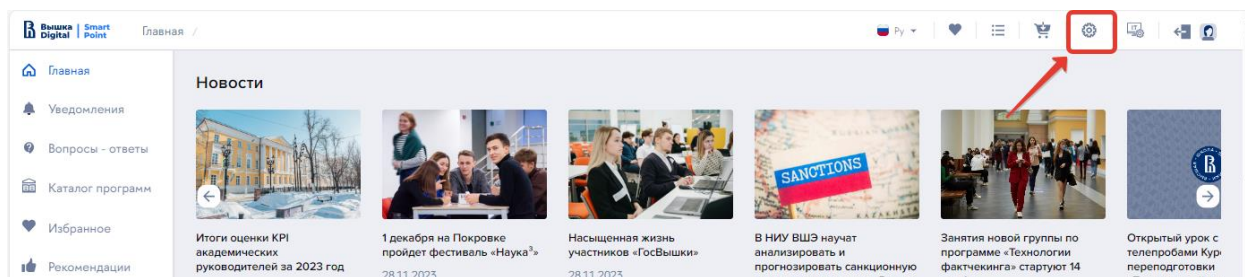 Вышка Digital | Smart Point
Главная /
Ру
Главная
Уведомления
Вопросы - ответы
Каталог программ
Избранное
Рекомендации
Новости
Итоги оценки KPI
академических
руководителей за 2023 год
1 декабря на Покровке
пройдет фестиваль «Наука³»
28.11.2023
Насыщенная жизнь
участников «ГосВышки»
28.11.2023
SANCTIONS
В НИУ ВШЭ научат
анализировать и
прогнозировать санкционную
Занятия новой группы по
программе «Технологии
фактчекинга» стартуют 14
Открытый урок с
телепробами Кур
переподготовки